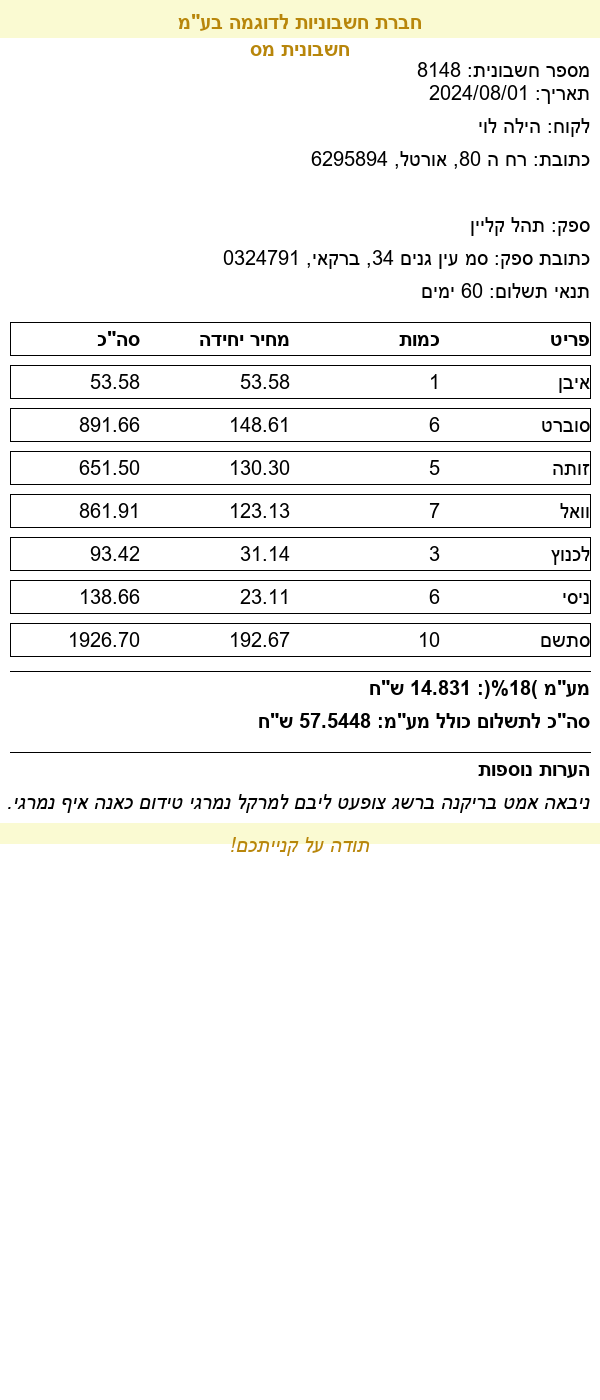 חברת חשבוניות לדוגמה בע"מ
חשבונית מס
מספר חשבונית: 8148
תאריך: 2024/08/01
לקוח: הילה לוי
כתובת: רח ה 80, אורטל, 6295894
ספק: תהל קליין
כתובת ספק: סמ עין גנים 34, ברקאי, 0324791
תנאי תשלום: 60 ימים
פריט כמות מחיר יחידה סה"כ
איבן 1 53.58 53.58
סוברט 6 148.61 891.66
זותה 5 130.30 651.50
וואל 7 123.13 861.91
לכנוץ 3 31.14 93.42
ניסי 6 23.11 138.66
סתשם 10 192.67 1926.70
מע"מ )18%(: 14.831 ש"ח
סה"כ לתשלום כולל מע"מ: 57.5448 ש"ח
הערות נוספות
ניבאה אמט בריקנה ברשג צופעט ליבם למרקל נמרגי טידום כאנה איף נמרגי.
תודה על קנייתכם!